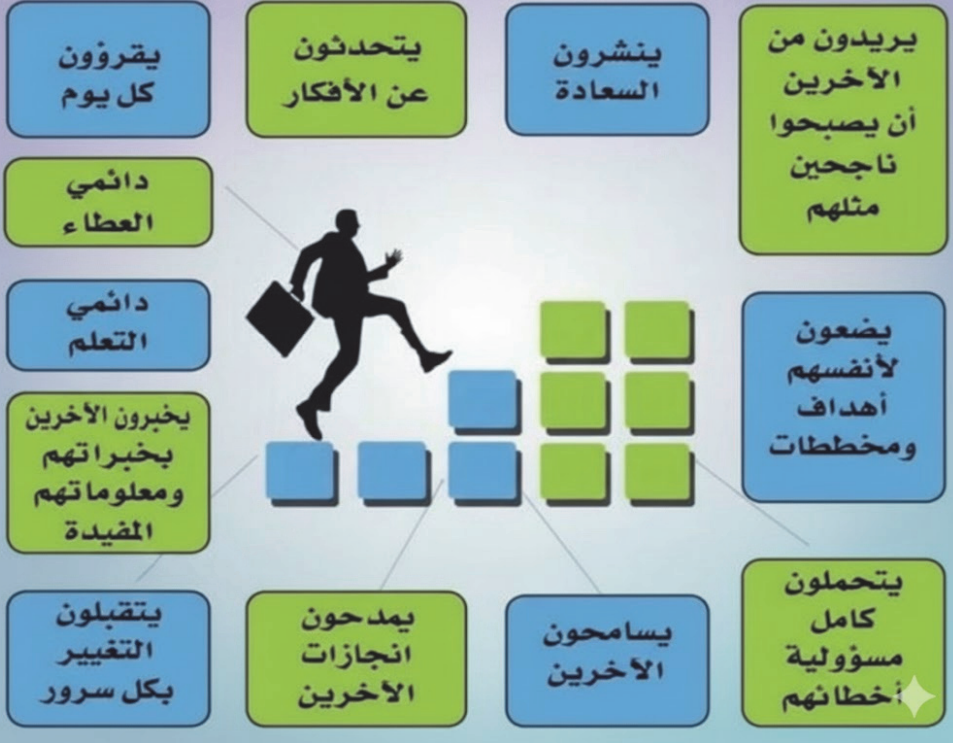 يريدون من
الآخرين
أن يصبحوا
ناجحين
مثلهم
ينشرون
السعادة
يتحدثون
عن الأفكار
يقرؤون
كل يوم
دائمي
العطاء
دائمي
التعلم
يخبرون الآخرين
بخبراتهم
ومعلوماتهم
المفيدة
يضعون
لأنفسهم
أهداف
ومخططات
يتحملون
كامل
مسؤولية
أخطائهم
يسامحون
الآخرين
يمدحون
انجازات
الآخرين
يتقبلون
التغيير
بكل سرور